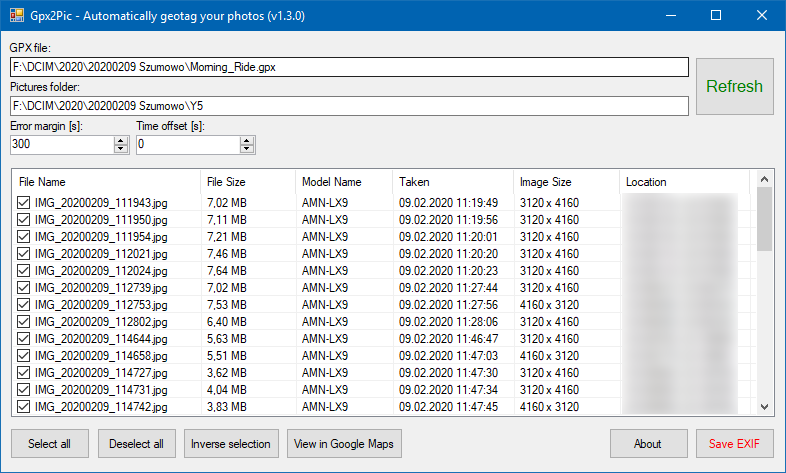 Gpx2Pic - Automatically geotag your photos (v1.3.0)
GPX file:
F:\DCIM\2020\20200209 Szumowo\Morning_Ride.gpx
Refresh
Pictures folder:
F:\DCIM\2020\20200209 Szumowo\Y5
Error margin [s]: Time offset [s]:
300 0
File Name File Size Model Name Taken Image Size Location
IMG_20200209_111943.jpg 7,02 MB AMN-LX9 09.02.2020 11:19:49 3120 x 4160
IMG_20200209_111950.jpg 7,11 MB AMN-LX9 09.02.2020 11:19:56 3120 x 4160
IMG_20200209_111954.jpg 7,21 MB AMN-LX9 09.02.2020 11:20:01 3120 x 4160
IMG_20200209_112021.jpg 7,46 MB AMN-LX9 09.02.2020 11:20:20 3120 x 4160
IMG_20200209_112024.jpg 7,64 MB AMN-LX9 09.02.2020 11:20:23 3120 x 4160
IMG_20200209_112739.jpg 7,02 MB AMN-LX9 09.02.2020 11:27:44 3120 x 4160
IMG_20200209_112753.jpg 7,53 MB AMN-LX9 09.02.2020 11:27:56 4160 x 3120
IMG_20200209_112802.jpg 6,40 MB AMN-LX9 09.02.2020 11:28:06 3120 x 4160
IMG_20200209_114644.jpg 5,63 MB AMN-LX9 09.02.2020 11:46:47 3120 x 4160
IMG_20200209_114658.jpg 5,51 MB AMN-LX9 09.02.2020 11:47:03 4160 x 3120
IMG_20200209_114727.jpg 3,62 MB AMN-LX9 09.02.2020 11:47:30 3120 x 4160
IMG_20200209_114731.jpg 4,04 MB AMN-LX9 09.02.2020 11:47:34 3120 x 4160
IMG_20200209_114742.jpg 3,83 MB AMN-LX9 09.02.2020 11:47:45 3120 x 4160
Select all Deselect all Inverse selection View in Google Maps About Save EXIF